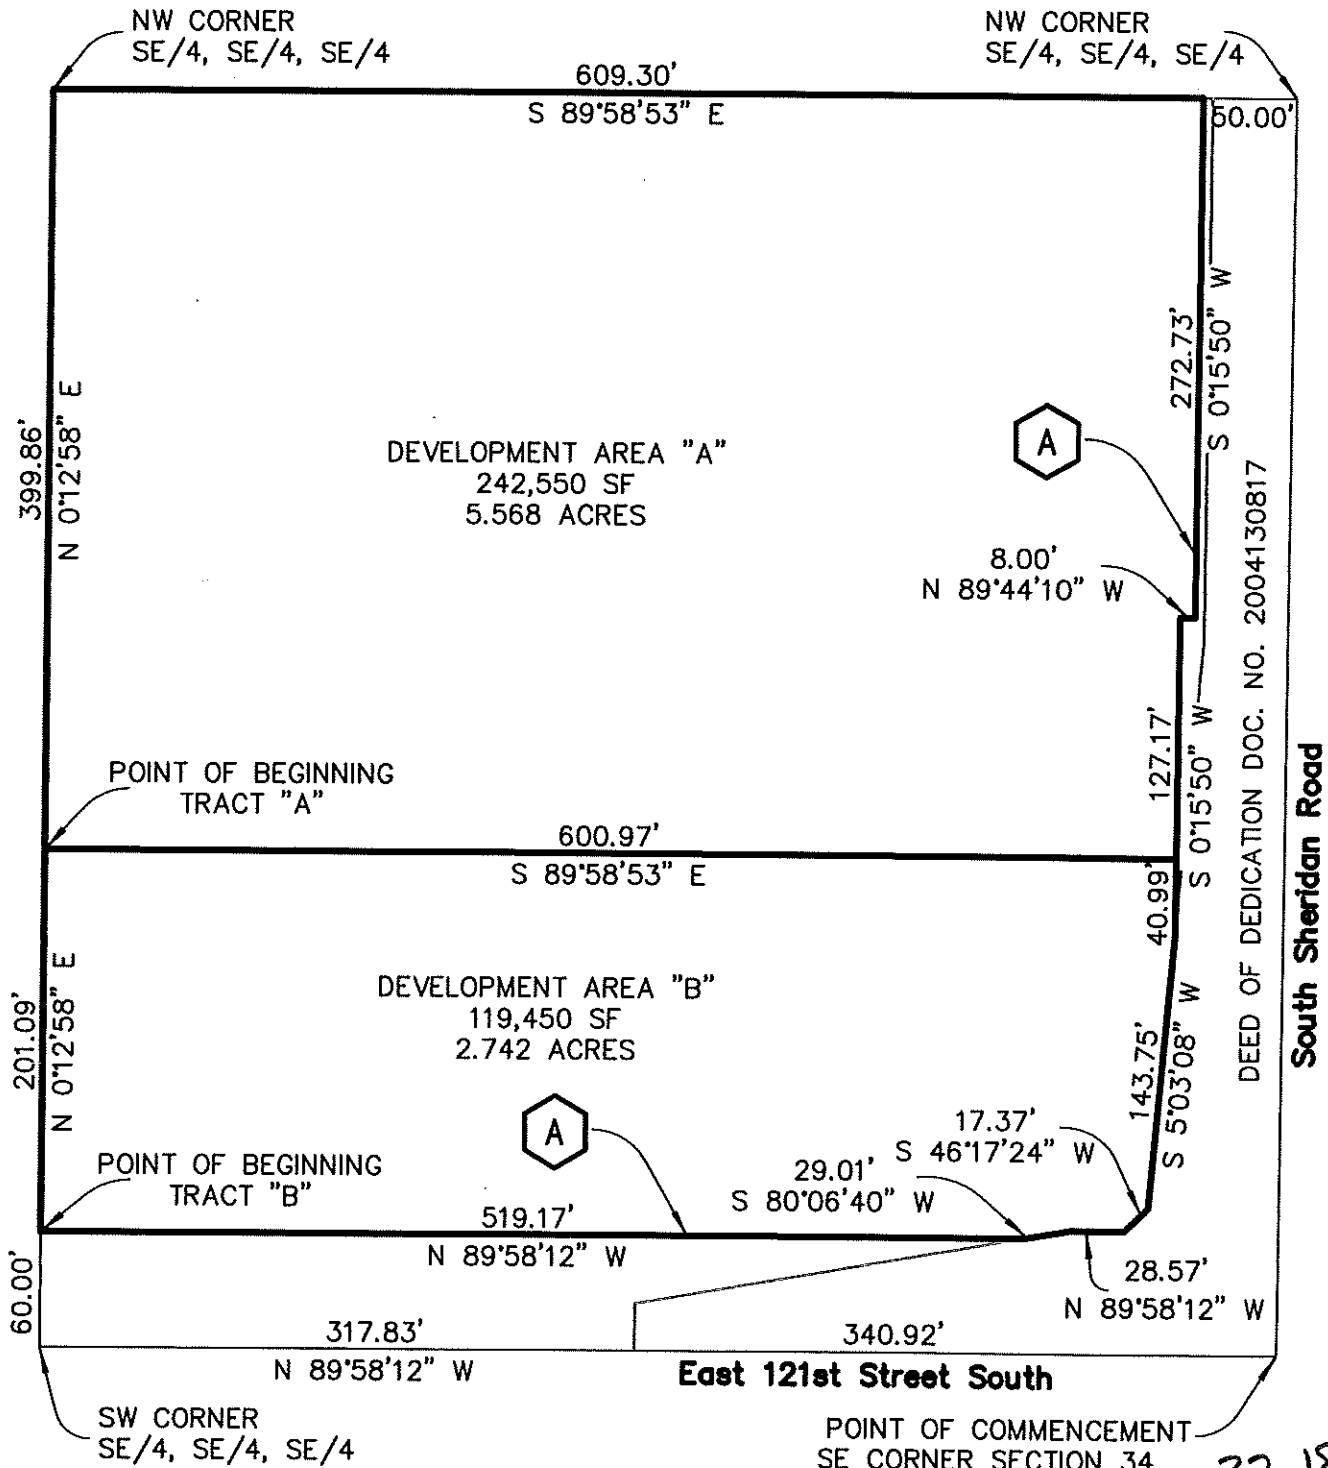 NW CORNER
SE/4, SE/4, SE/4
NW CORNER
SE/4, SE/4, SE/4
609.30'
S 89°58'53" E
50.00'
272.73'
S 0°15'50" W
399.86'
N 0°12'58" E
DEVELOPMENT AREA "A"
242,550 SF
5.568 ACRES
A
8.00'
N 89°44'10" W
DEED OF DEDICATION DOC. NO. 2004130817
South Sheridan Road
127.17'
S 0°15'50" W
POINT OF BEGINNING
TRACT "A"
600.97'
S 89°58'53" E
40.99'
201.09'
N 0°12'58" E
DEVELOPMENT AREA "B"
119,450 SF
2.742 ACRES
143.75'
S 5°03'08" W
A
17.37'
S 46°17'24" W
29.01'
S 80°06'40" W
POINT OF BEGINNING
TRACT "B"
519.17'
N 89°58'12" W
28.57'
N 89°58'12" W
60.00'
317.83'
N 89°58'12" W
340.92'
East 121st Street South
SW CORNER
SE/4, SE/4, SE/4
POINT OF COMMENCEMENT
SE CORNER SECTION 34